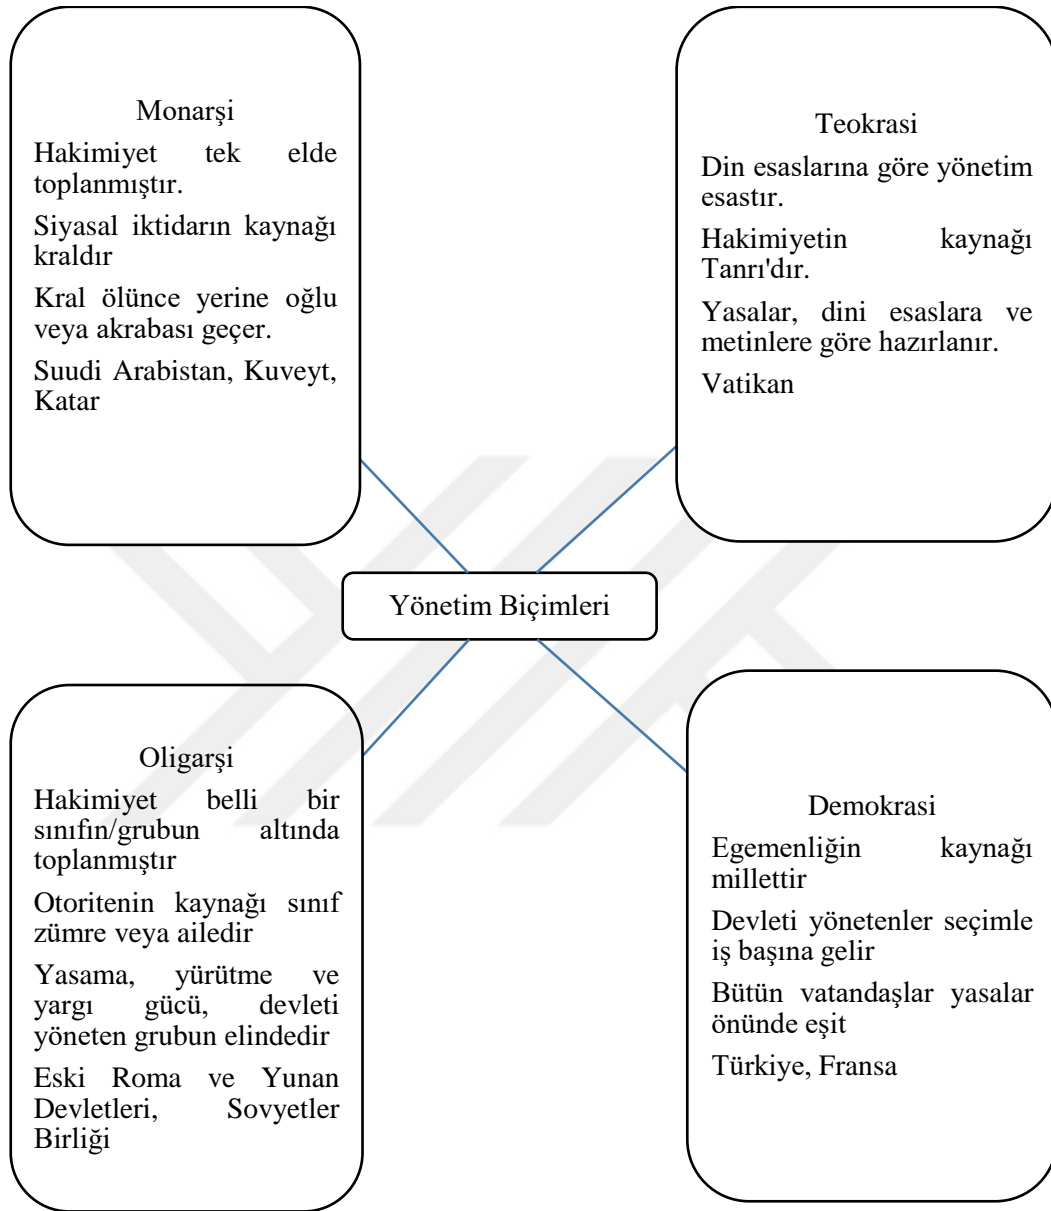 Monarşi
Hakimiyet tek elde
toplanmıştır.
Siyasal iktidarın kaynağı
kraldır
Kral ölünce yerine oğlu
veya akrabası geçer.
Suudi Arabistan, Kuveyt,
Katar
Teokrasi
Din esaslarına göre yönetim
esastır.
Hakimiyetin kaynağı
Tanrı'dır.
Yasalar, dini esaslara ve
metinlere göre hazırlanır.
Vatikan
Yönetim Biçimleri
Oligarşi
Hakimiyet belli bir
sınıfın/grubun altında
toplanmıştır
Otoritenin kaynağı sınıf
zümre veya ailedir
Yasama, yürütme ve
yargı gücü, devleti
yöneten grubun elindedir
Eski Roma ve Yunan
Devletleri, Sovyetler
Birliği
Demokrasi
Egemenliğin kaynağı
millettir
Devleti yönetenler seçimle
iş başına gelir
Bütün vatandaşlar yasalar
önünde eşit
Türkiye, Fransa